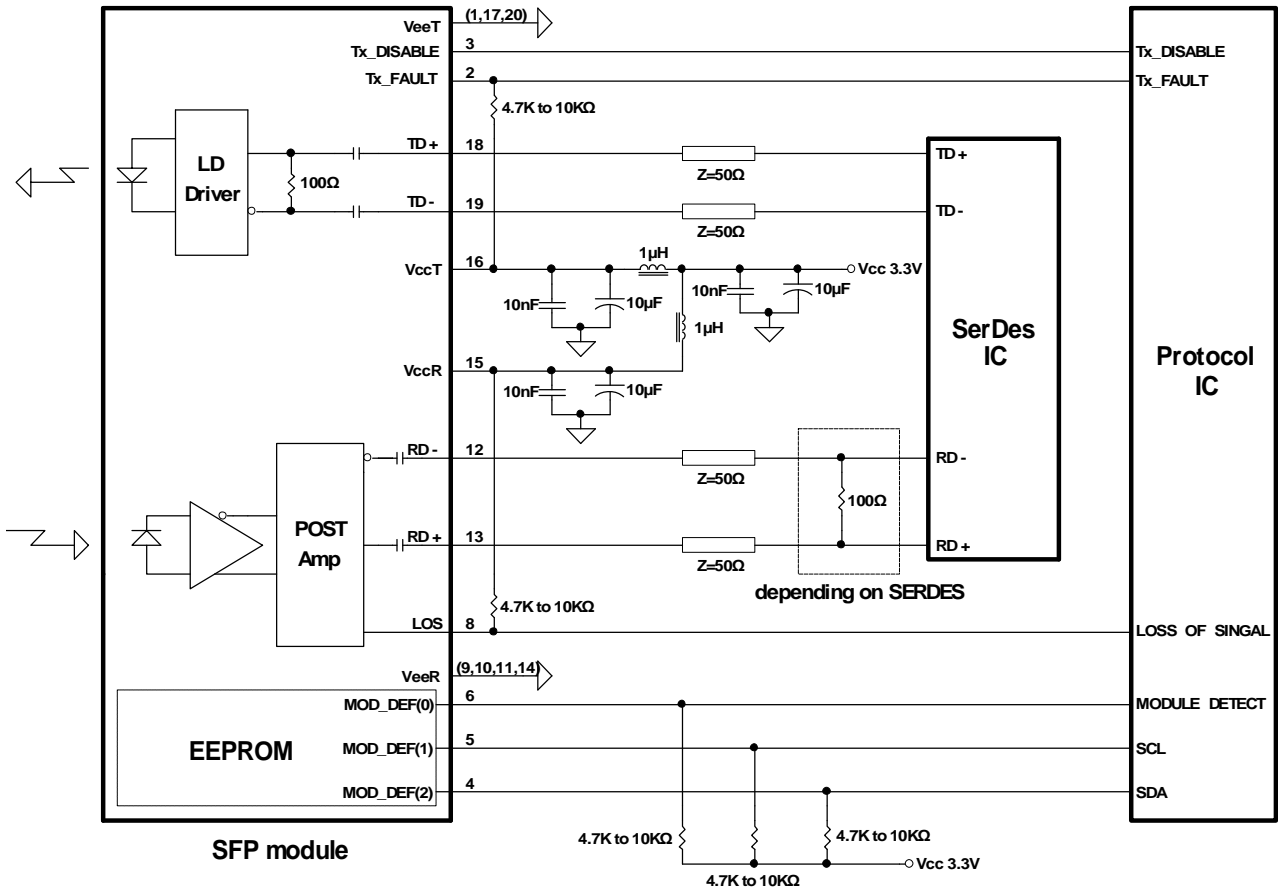 VeeT (1,17,20)
Tx_DISABLE 3 Tx_DISABLE
Tx_FAULT 2 Tx_FAULT
4.7K to 10KΩ
LD
Driver
100Ω
TD+ 18 TD+
Z=50Ω
TD- 19 TD-
Z=50Ω
1μH
VccT 16 Vcc 3.3V
10nF 10μF 10nF 10μF
1μH
SerDes
IC
Protocol
IC
VccR 15
10nF 10μF
RD- 12 RD-
Z=50Ω
100Ω
POST
Amp
RD+ 13 RD+
Z=50Ω
depending on SERDES
4.7K to 10KΩ
LOS 8 LOSS OF SINGAL
VeeR (9,10,11,14)
MOD_DEF(0) 6 MODULE DETECT
EEPROM
MOD_DEF(1) 5 SCL
MOD_DEF(2) 4 SDA
4.7K to 10KΩ 4.7K to 10KΩ
SFP module
Vcc 3.3V
4.7K to 10KΩ